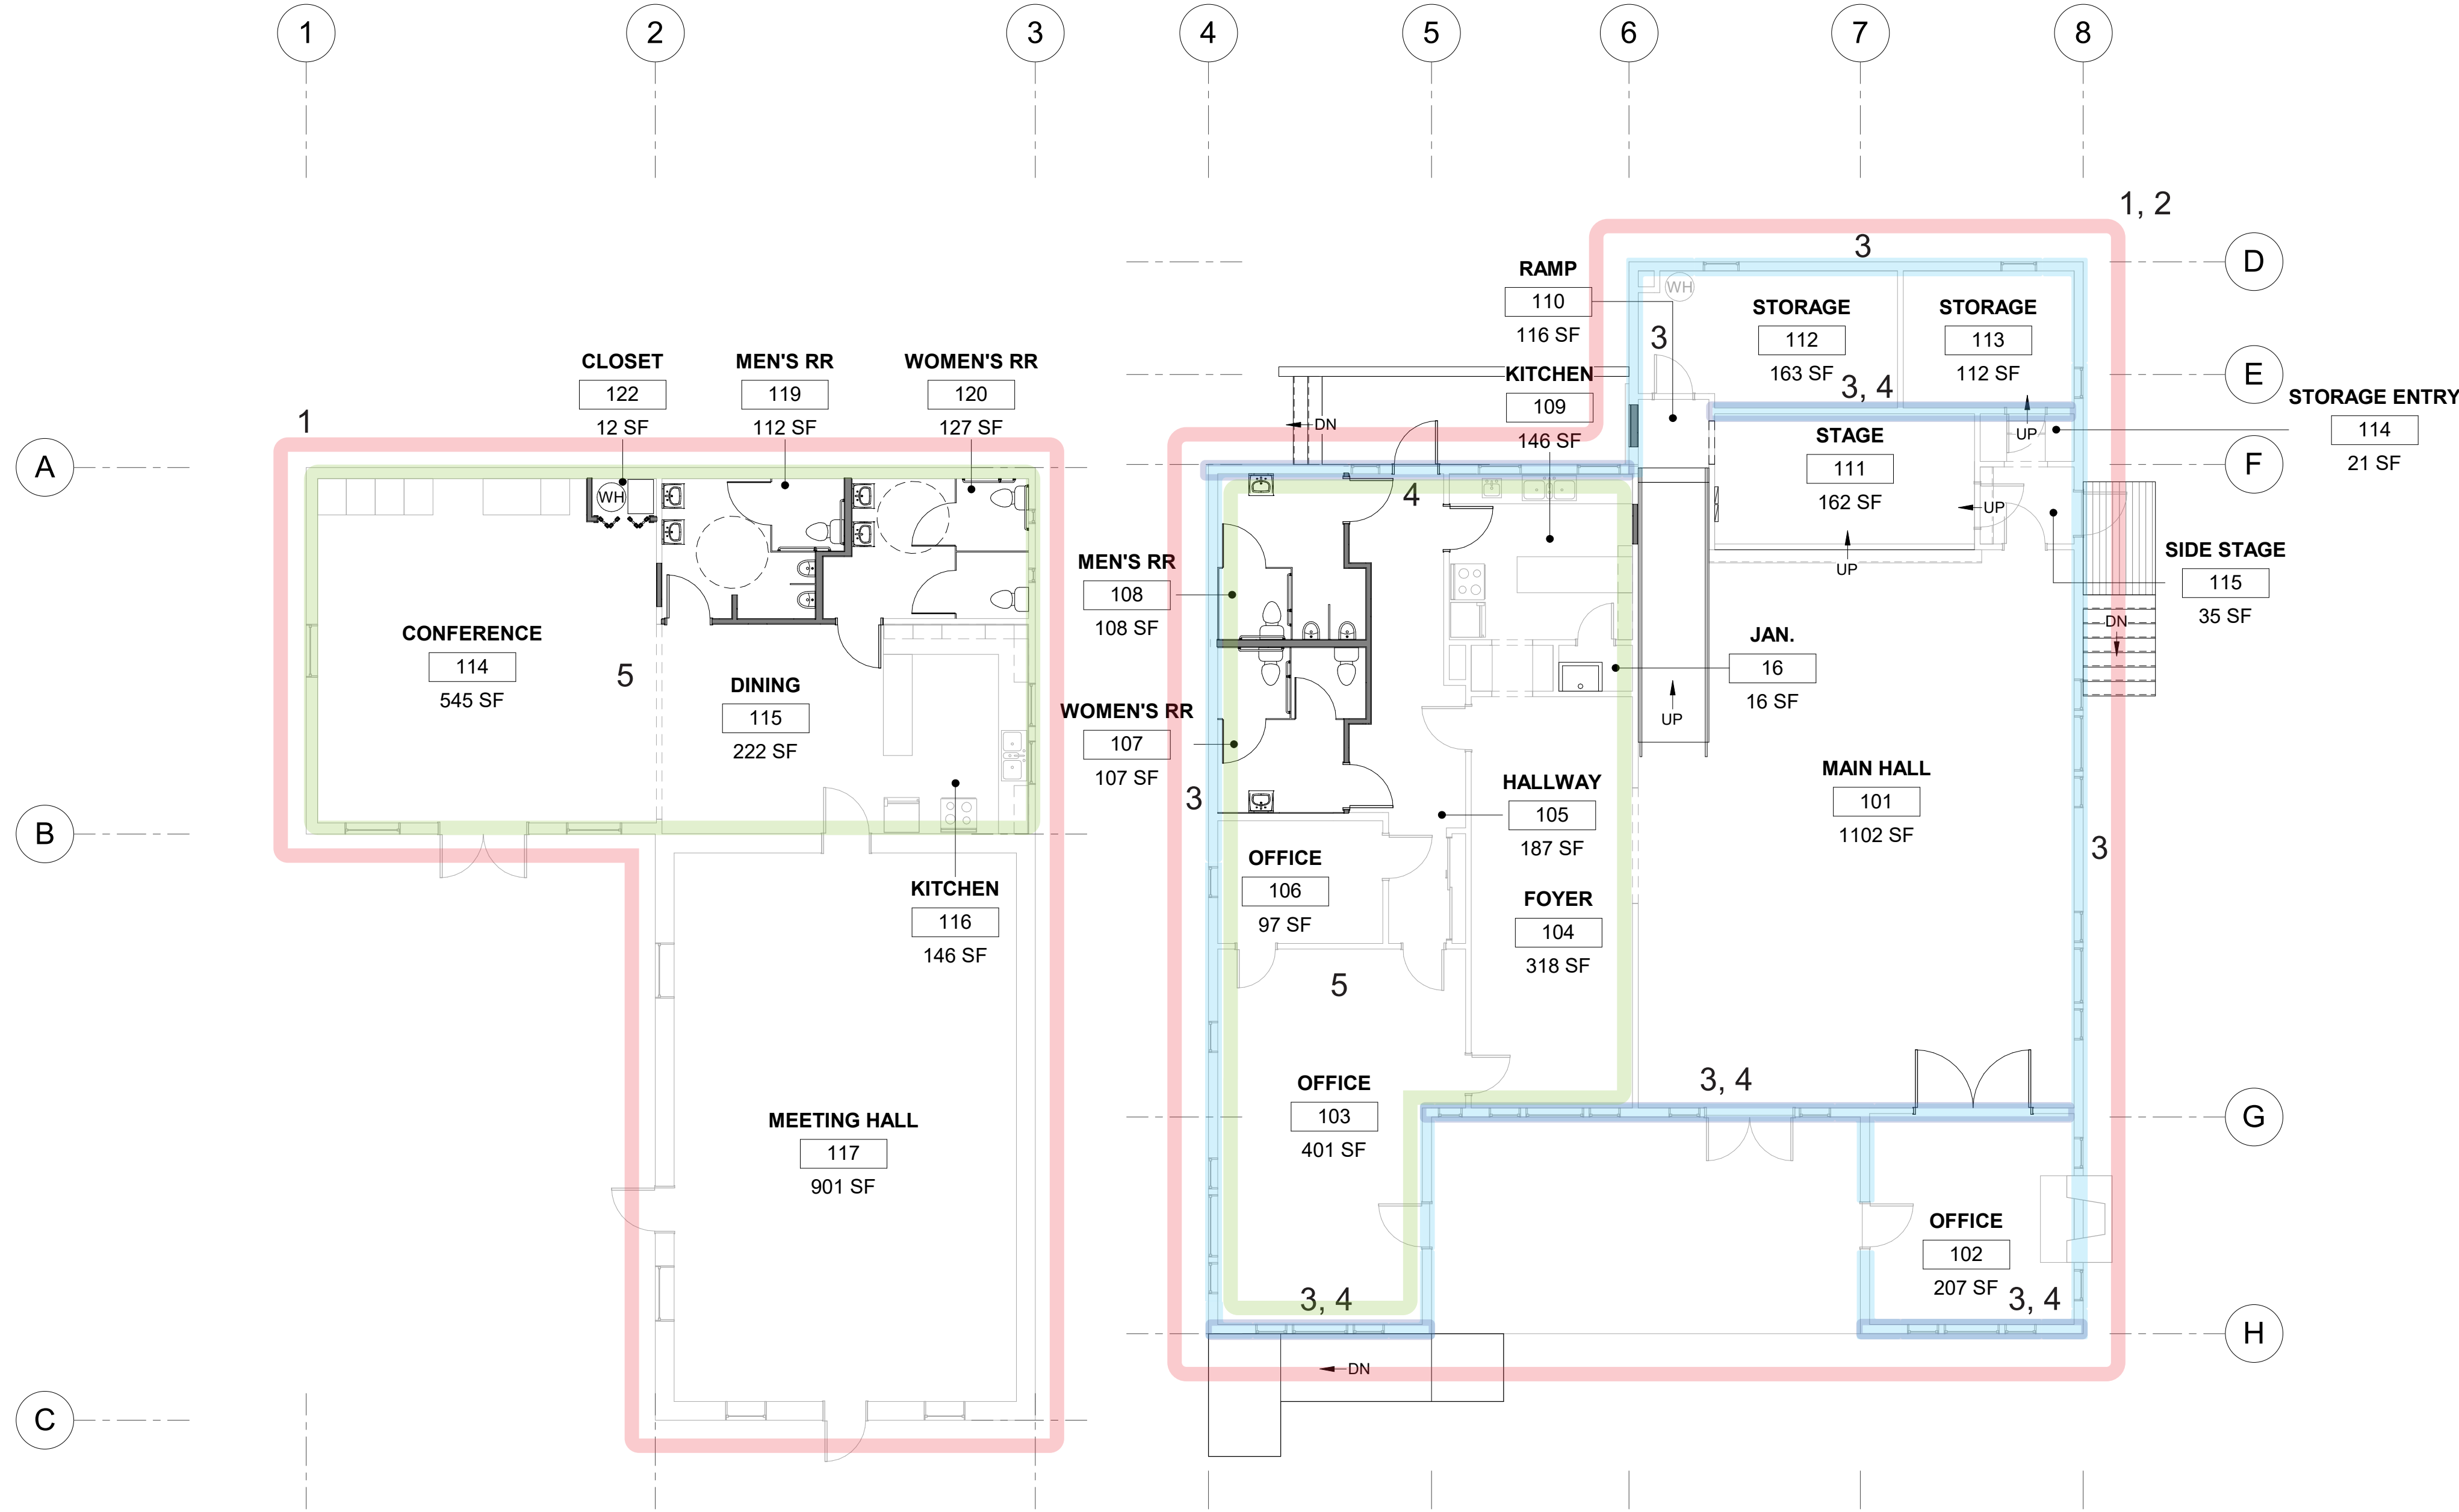 1
2
3
4
5
6
7
8
1, 2
3
D
RAMP
110
116 SF
WH
STORAGE
112
163 SF
STORAGE
113
112 SF
3
E
CLOSET
122
12 SF
MEN'S RR
119
112 SF
WOMEN'S RR
120
127 SF
KITCHEN
109
146 SF
3, 4
STORAGE ENTRY
114
21 SF
1
DN
UP
STAGE
111
162 SF
A
F
WH
4
UP
UP
MEN'S RR
108
108 SF
SIDE STAGE
115
35 SF
DN
CONFERENCE
114
545 SF
5
DINING
115
222 SF
JAN.
16
16 SF
WOMEN'S RR
107
107 SF
UP
3
HALLWAY
105
187 SF
MAIN HALL
101
1102 SF
B
3
KITCHEN
116
146 SF
OFFICE
106
97 SF
FOYER
104
318 SF
5
MEETING HALL
117
901 SF
OFFICE
103
401 SF
3, 4
G
OFFICE
102
207 SF
3, 4
3, 4
H
DN
C